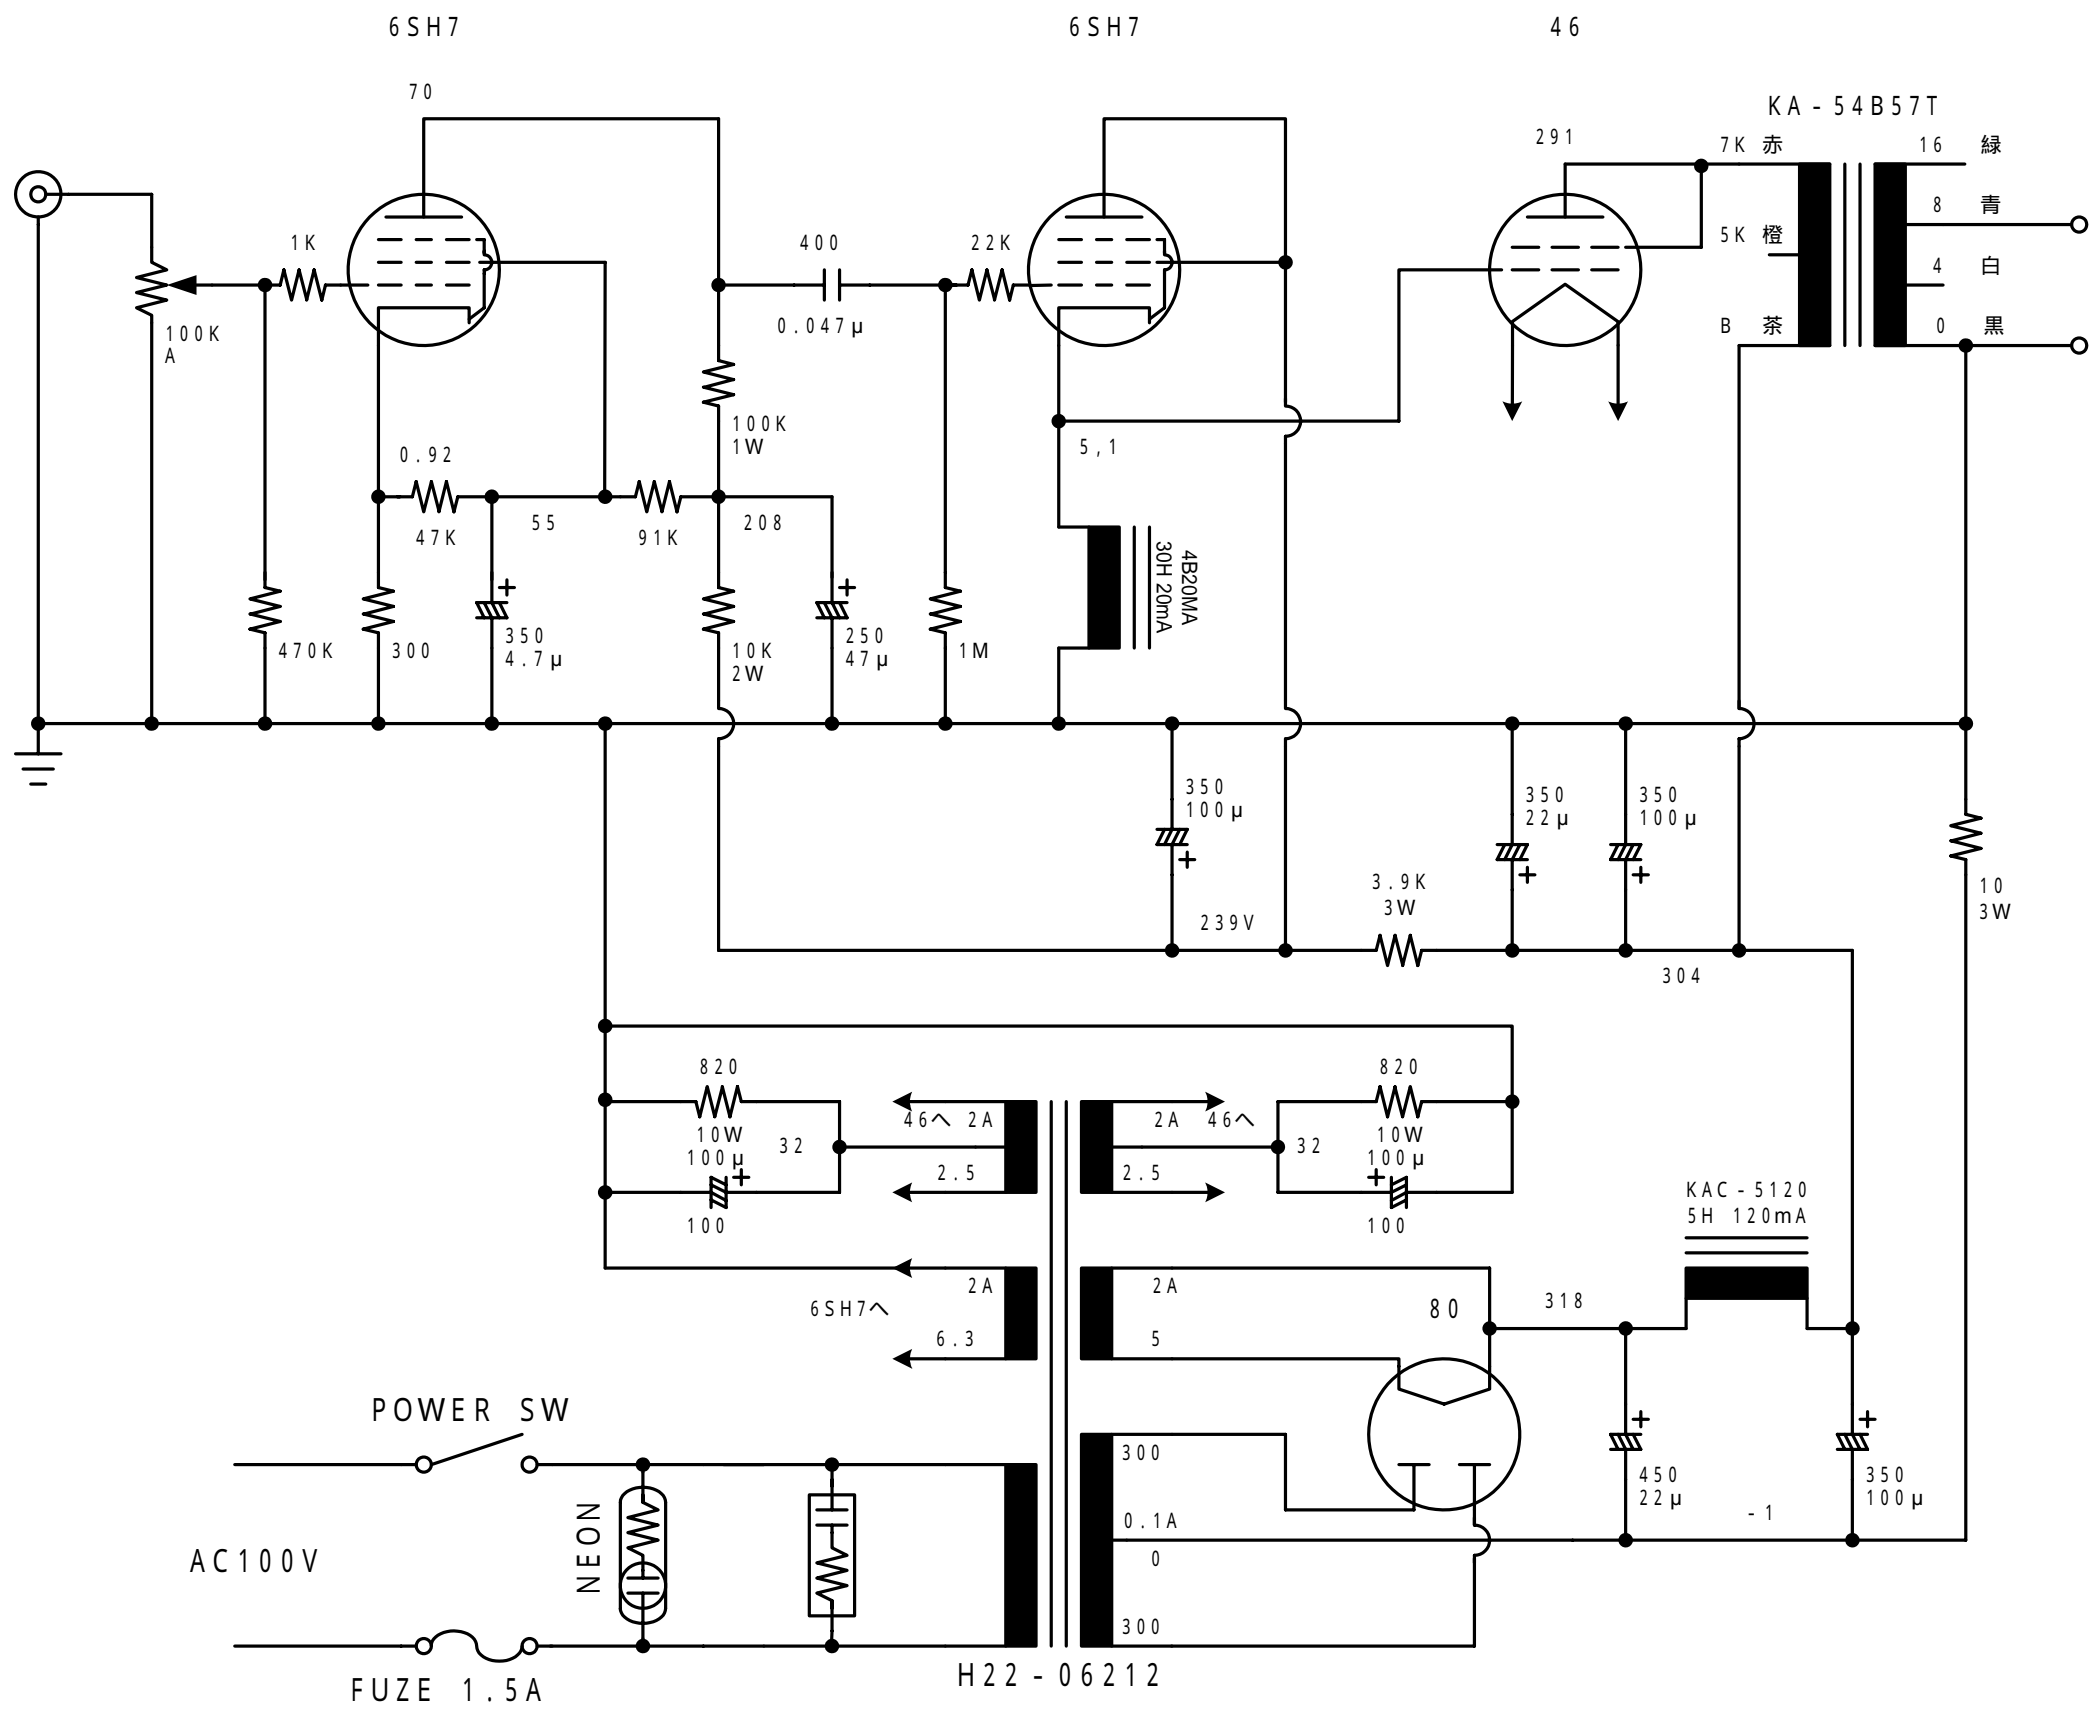 6SH7
6SH7
46
70
KA-54B57T
291
7K 赤
16 緑
8 青
5K 橙
4 白
B 茶
0 黒
1K
400
22K
0.047μ
100K
A
100K
1W
0.92
5,1
55
208
47K
91K
4B20MA
30H 20mA
470K
300
350
4.7μ
10K
2W
250
47μ
1M
350
100μ
350
22μ
350
100μ
3.9K
3W
10
3W
239V
304
820
10W
100μ
100
32
46へ 2A
2.5
2A 46へ
2.5
32
820
10W
100μ
100
KAC-5120
5H 120mA
2A
6SH7へ
6.3
2A
5
80
318
POWER SW
300
450
22μ
350
100μ
-1
0.1A
0
NEON
AC100V
300
FUZE 1.5A
H22-06212